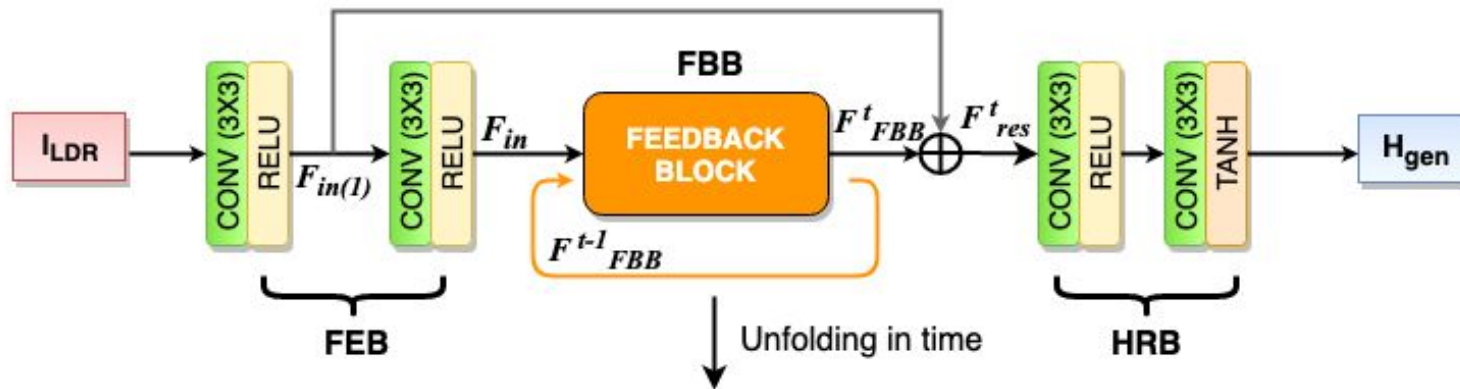 FBB
I_LDR
CONV (3X3)
RELU
F_in(1)
CONV (3X3)
RELU
F_in
FEEDBACK
BLOCK
F^t_FBB
F^t_res
CONV (3X3)
RELU
CONV (3X3)
TANH
H_gen
F^t-1_FBB
FEB
Unfolding in time
HRB